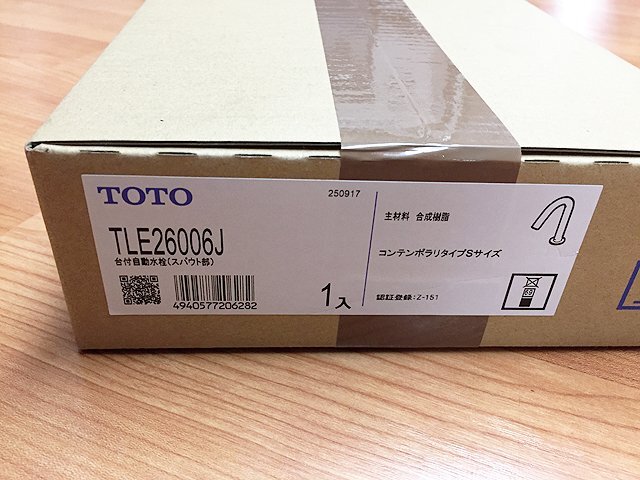 TOTO
250917
TLE26006J
台付自動水栓(スパウト部)
4940577206282
1入
主材料 合成樹脂
コンテンポラリタイプSサイズ
認証登録:Z-151